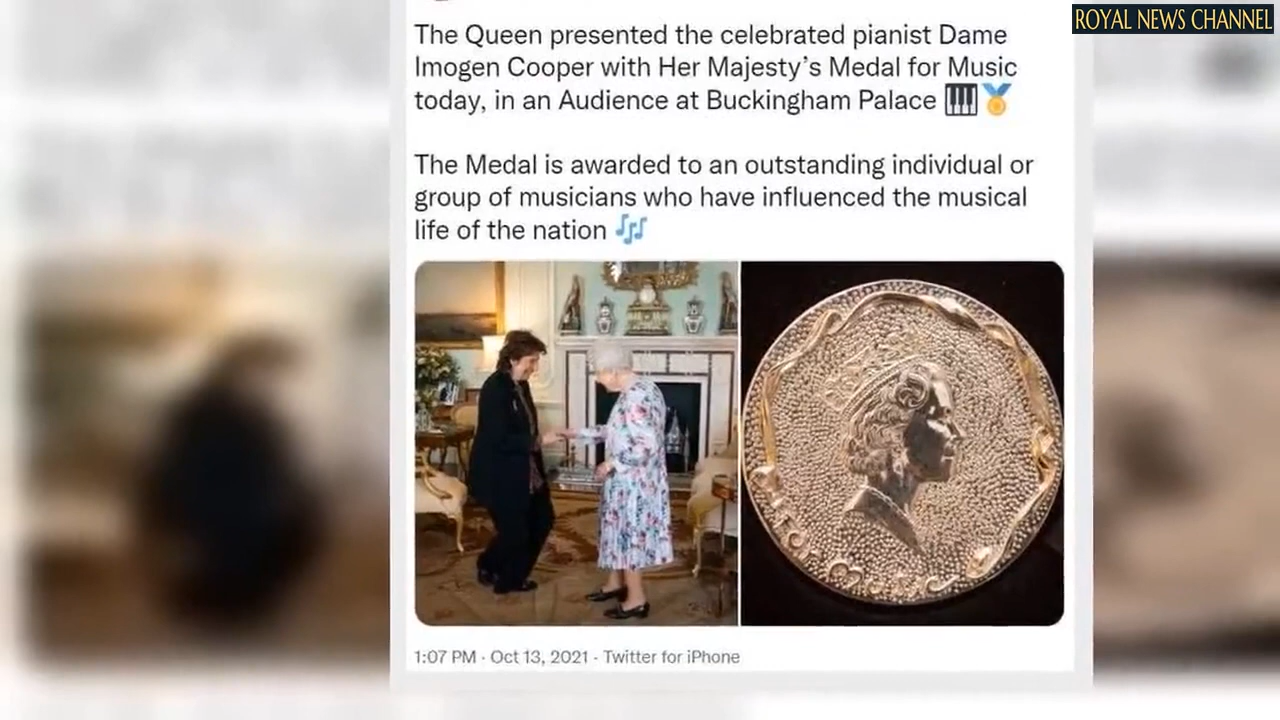 ROYAL NEWS CHANNEL
The Queen presented the celebrated pianist Dame
Imogen Cooper with Her Majesty’s Medal for Music
today, in an Audience at Buckingham Palace 🎹🏅
The Medal is awarded to an outstanding individual or
group of musicians who have influenced the musical
life of the nation 🎶
1:07 PM · Oct 13, 2021 · Twitter for iPhone